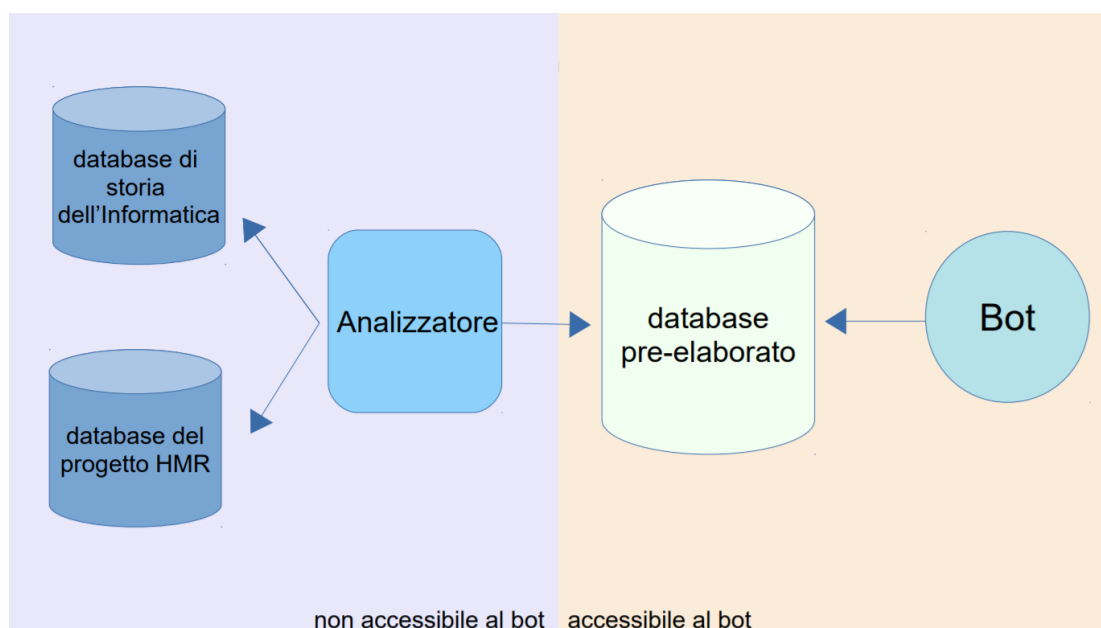 database di
storia
dell'Informatica
database del
progetto HMR
Analizzatore
database
pre-elaborato
Bot
non accessibile al bot
accessibile al bot